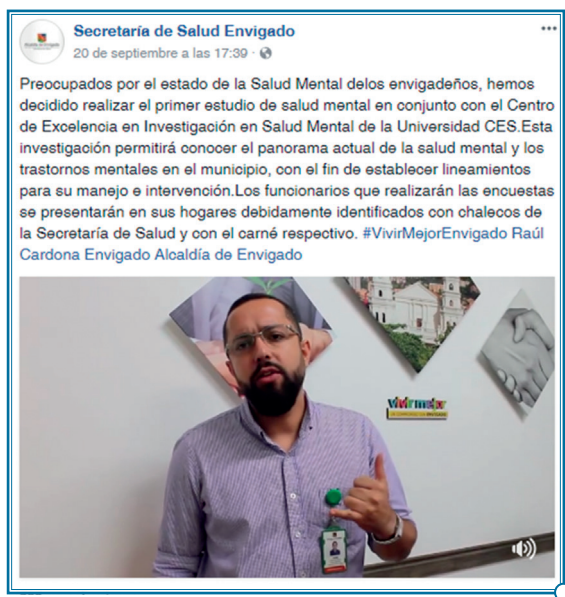 Secretaría de Salud Envigado
20 de septiembre a las 17:39 ·
Preocupados por el estado de la Salud Mental delos envigadeños, hemos
decidido realizar el primer estudio de salud mental en conjunto con el Centro
de Excelencia en Investigación en Salud Mental de la Universidad CES.Esta
investigación permitirá conocer el panorama actual de la salud mental y los
trastornos mentales en el municipio, con el fin de establecer lineamientos
para su manejo e intervención.Los funcionarios que realizarán las encuestas
se presentarán en sus hogares debidamente identificados con chalecos de
la Secretaría de Salud y con el carné respectivo. #VivirMejorEnvigado Raúl
Cardona Envigado Alcaldía de Envigado
vivir mejor